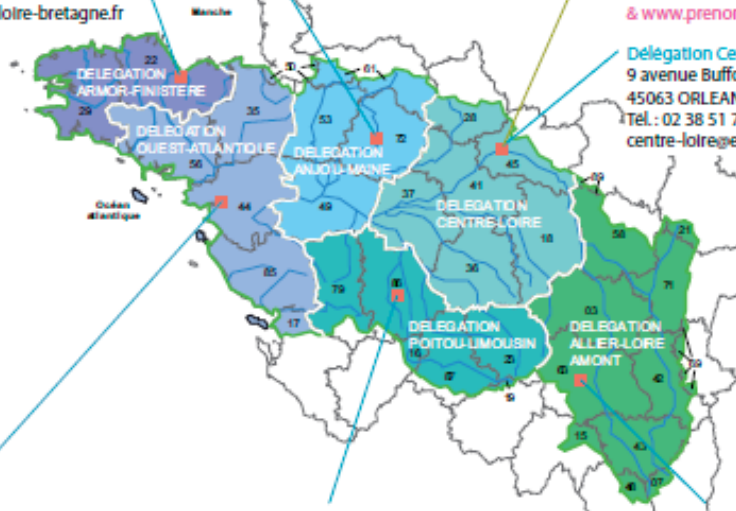 loire-bretagne.fr
Manche
& www.prenor
Délégation Ce
9 avenue Buffo
45063 ORLEAN
Tél. : 02 38 51 7
centre-loire@e
22
DELEGATION
ARMOR-FINISTERE
29
50
61
35
53
72
28
45
DELEGATION
OUEST-ATLANTIQUE
56
DELEGATION
ANJOU-MAINE
Océan
atlantique
44
49
37
41
DELEGATION
CENTRE-LOIRE
18
36
89
58
21
71
85
79
86
17
DELEGATION
POITOU-LIMOUSIN
16
87
23
19
03
DELEGATION
ALLIER-LOIRE
AMONT
63
42
69
15
43
48
07